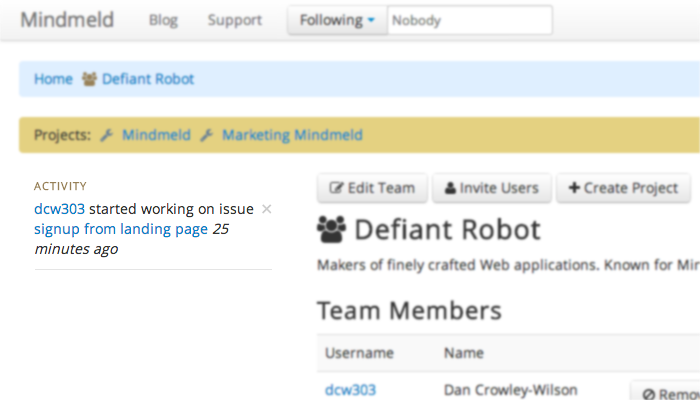 Mindmeld Blog Support Following Nobody
Home Defiant Robot
Projects: Mindmeld Marketing Mindmeld
ACTIVITY
dcw303 started working on issue
signup from landing page 25
minutes ago
Edit Team Invite Users Create Project
Defiant Robot
Makers of finely crafted Web applications. Known for
Team Members
Username Name
dcw303 Dan Crowley-Wilson